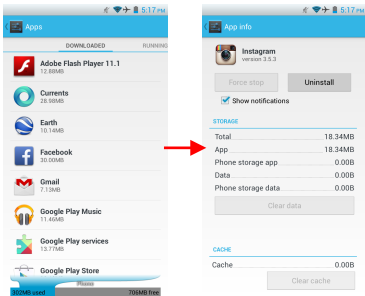 5:17 PM
Apps
DOWNLOADED
RUNNING
Adobe Flash Player 11.1
12.88MB
Currents
28.98MB
Earth
10.14MB
Facebook
30.00MB
Gmail
7.13MB
Google Play Music
11.46MB
Google Play services
13.77MB
Google Play Store
302MB used
706MB free
5:17 PM
App info
Instagram
version 3.5.3
Force stop
Uninstall
Show notifications
STORAGE
Total 18.34MB
App 18.34MB
Phone storage app 0.00B
Data 0.00B
Phone storage data 0.00B
Clear data
CACHE
Cache 0.00B
Clear cache